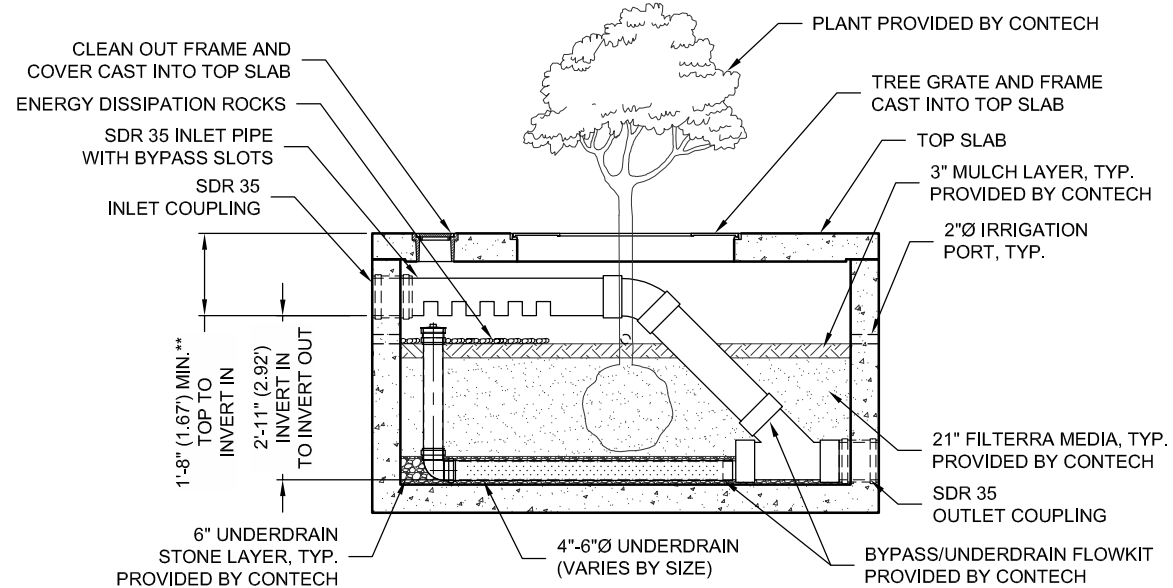 PLANT PROVIDED BY CONTECH
CLEAN OUT FRAME AND
COVER CAST INTO TOP SLAB
ENERGY DISSIPATION ROCKS
SDR 35 INLET PIPE
WITH BYPASS SLOTS
SDR 35
INLET COUPLING
TREE GRATE AND FRAME
CAST INTO TOP SLAB
TOP SLAB
3" MULCH LAYER, TYP.
PROVIDED BY CONTECH
2"Ø IRRIGATION
PORT, TYP.
1'-8" (1.67') MIN. **
TOP TO
INVERT IN
2'-11" (2.92')
INVERT IN
TO INVERT OUT
21" FILTERRA MEDIA, TYP.
PROVIDED BY CONTECH
SDR 35
OUTLET COUPLING
6" UNDERDRAIN
STONE LAYER, TYP.
PROVIDED BY CONTECH
4"-6"Ø UNDERDRAIN
(VARIES BY SIZE)
BYPASS/UNDERDRAIN FLOWKIT
PROVIDED BY CONTECH